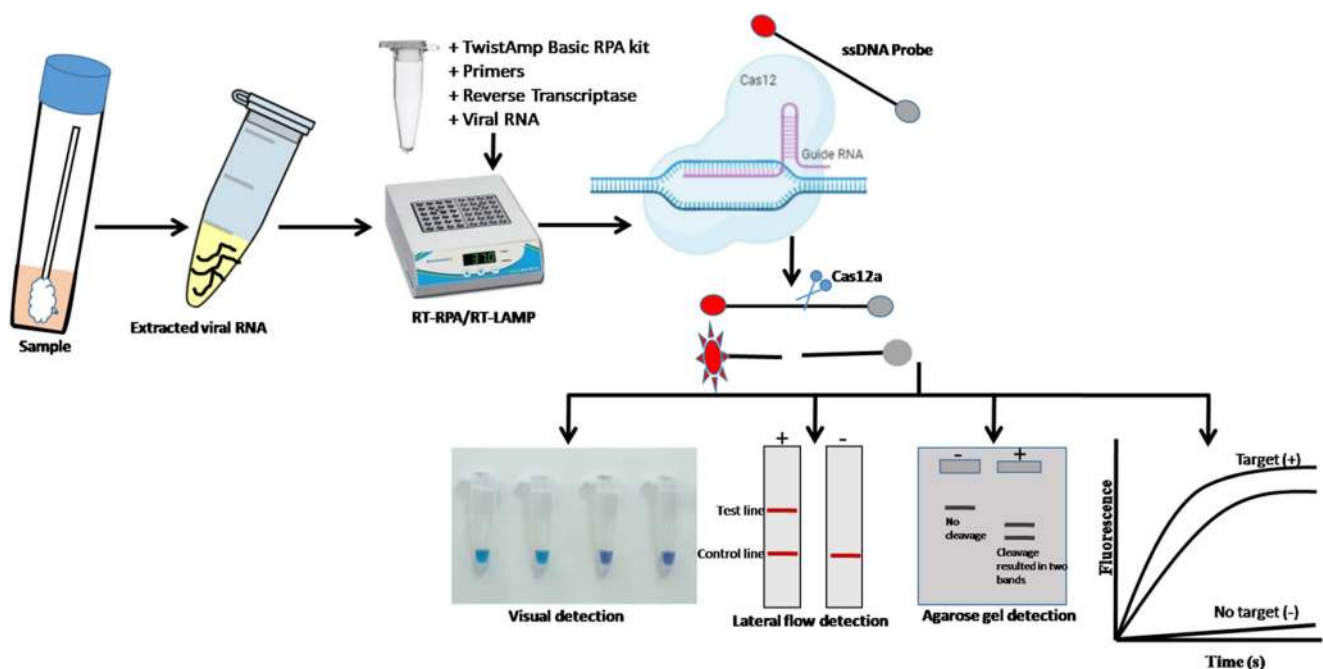 + TwistAmp Basic RPA kit
+ Primers
+ Reverse Transcriptase
+ Viral RNA
ssDNA Probe
Cas12
Guide RNA
Sample
Extracted viral RNA
RT-RPA/RT-LAMP
Cas12a
+
-
Test line
Control line
-
+
No
cleavage
Cleavage
resulted in two
bands
Target (+)
Fluorescence
No target (-)
Time (s)
Visual detection
Lateral flow detection
Agarose gel detection